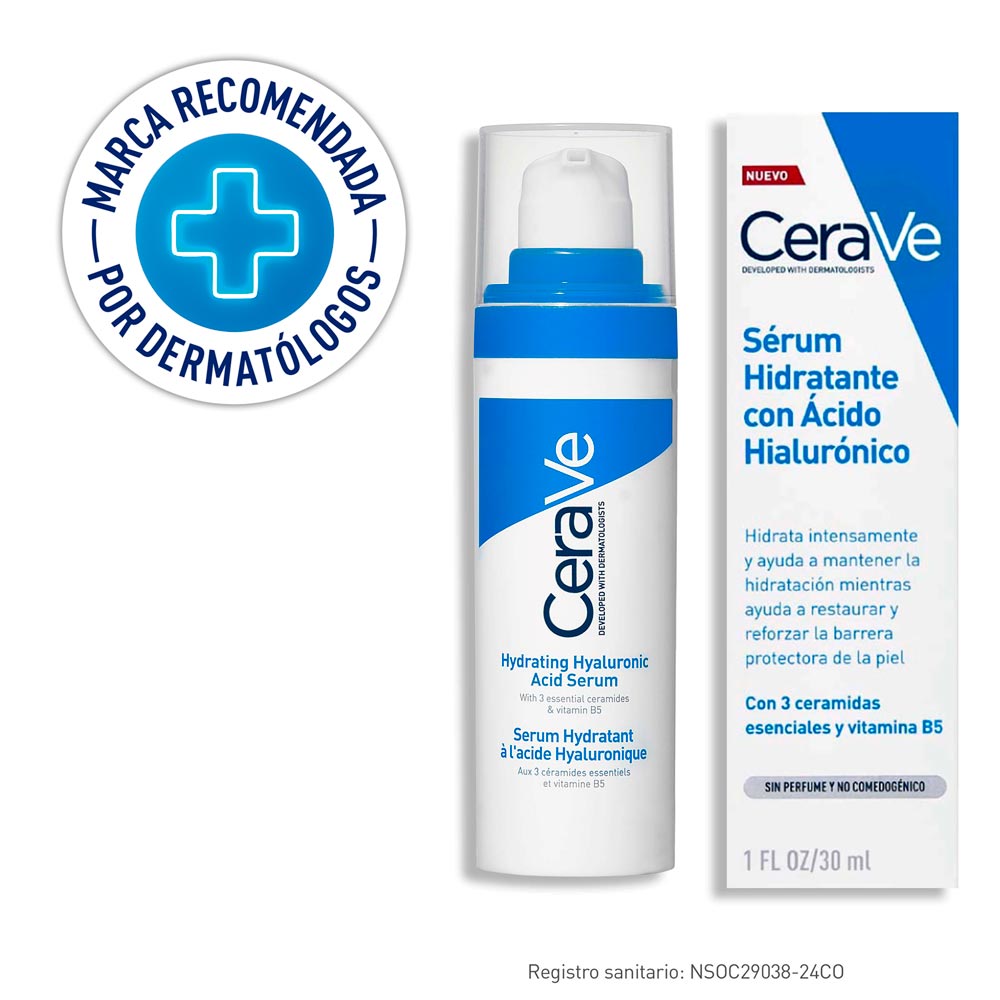 MARCA RECOMENDADA
POR DERMATÓLOGOS
CeraVe
DEVELOPED WITH DERMATOLOGISTS
Hydrating Hyaluronic
Acid Serum
With 3 essential ceramides
& vitamin B5
Serum Hydratant
à l'acide Hyaluronique
Aux 3 céramides essentiels
et vitamine B5
NUEVO
CeraVe
DEVELOPED WITH DERMATOLOGISTS
Sérum
Hidratante
con Ácido
Hialurónico
Hidrata intensamente
y ayuda a mantener la
hidratación mientras
ayuda a restaurar y
reforzar la barrera
protectora de la piel
Con 3 ceramidas
esenciales y vitamina B5
SIN PERFUME Y NO COMEDOGÉNICO
1 FL OZ/30 ml
Registro sanitario: NSOC29038-24CO